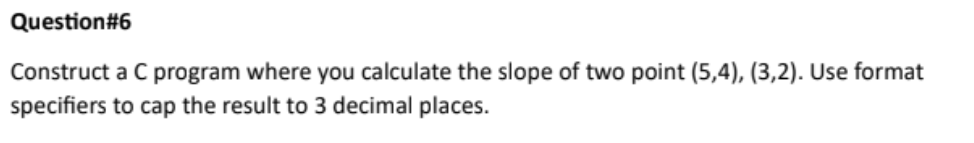 Question#6
Construct a C program where you calculate the slope of two point (5,4), (3,2). Use format
specifiers to cap the result to 3 decimal places.